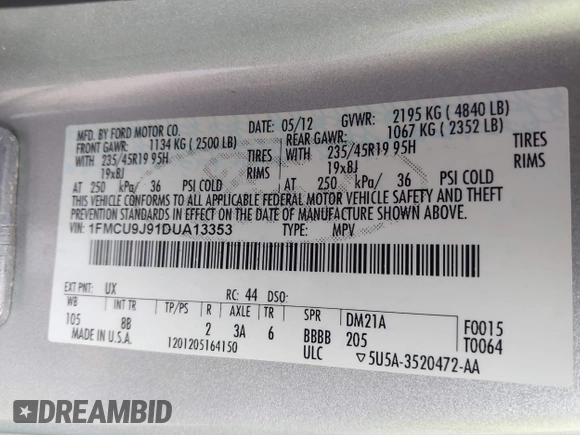 MFD. BY FORD MOTOR CO.
DATE: 05/12 GVWR: 2195 KG ( 4840 LB)
FRONT GAWR: 1134 KG ( 2500 LB) REAR GAWR: 1067 KG ( 2352 LB)
WITH 235/45R19 95H TIRES WITH 235/45R19 95H TIRES
19x8J RIMS 19x8J RIMS
AT 250 kPa/ 36 PSI COLD AT 250 kPa/ 36 PSI COLD
THIS VEHICLE CONFORMS TO ALL APPLICABLE FEDERAL MOTOR VEHICLE SAFETY AND THEFT
PREVENTION STANDARDS IN EFFECT ON THE DATE OF MANUFACTURE SHOWN ABOVE.
VIN: 1FMCU9J91DUA13353 TYPE: MPV
EXT PNT: UX RC: 44 DSO: F0015
WB INT TR TP/PS R AXLE TR SPR DM21A T0064
105 8B 2 3A 6 BBBB 205
MADE IN U.S.A. 1201205164150 ULC ▽5U5A-3520472-AA
DREAMBID